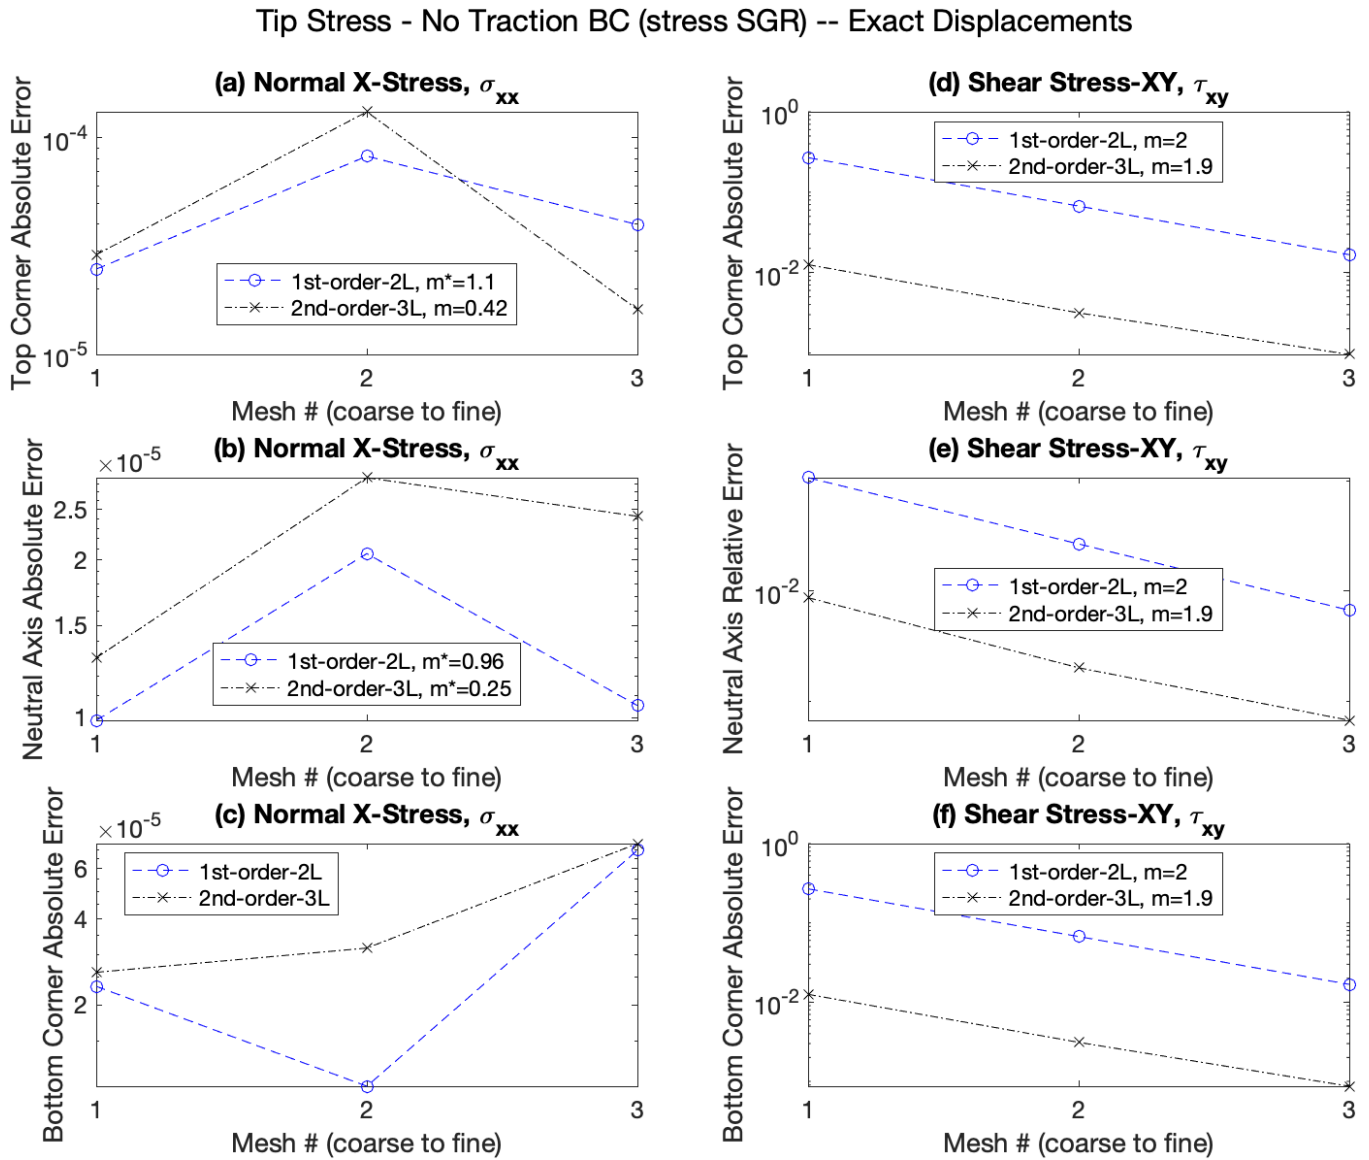 Tip Stress - No Traction BC (stress SGR) -- Exact Displacements
(a) Normal X-Stress, σxx
Top Corner Absolute Error
10-4
10-5
1st-order-2L, m*=1.1
2nd-order-3L, m=0.42
1 2 3
Mesh # (coarse to fine)
(d) Shear Stress-XY, τxy
Top Corner Absolute Error
100
10-2
1st-order-2L, m=2
2nd-order-3L, m=1.9
1 2 3
Mesh # (coarse to fine)
(b) Normal X-Stress, σxx
Neutral Axis Absolute Error
×10-5
2.5
2
1.5
1
1st-order-2L, m*=0.96
2nd-order-3L, m*=0.25
1 2 3
Mesh # (coarse to fine)
(e) Shear Stress-XY, τxy
Neutral Axis Relative Error
10-2
1st-order-2L, m=2
2nd-order-3L, m=1.9
1 2 3
Mesh # (coarse to fine)
(c) Normal X-Stress, σxx
Bottom Corner Absolute Error
×10-5
6
4
2
1st-order-2L
2nd-order-3L
1 2 3
Mesh # (coarse to fine)
(f) Shear Stress-XY, τxy
Bottom Corner Absolute Error
100
10-2
1st-order-2L, m=2
2nd-order-3L, m=1.9
1 2 3
Mesh # (coarse to fine)